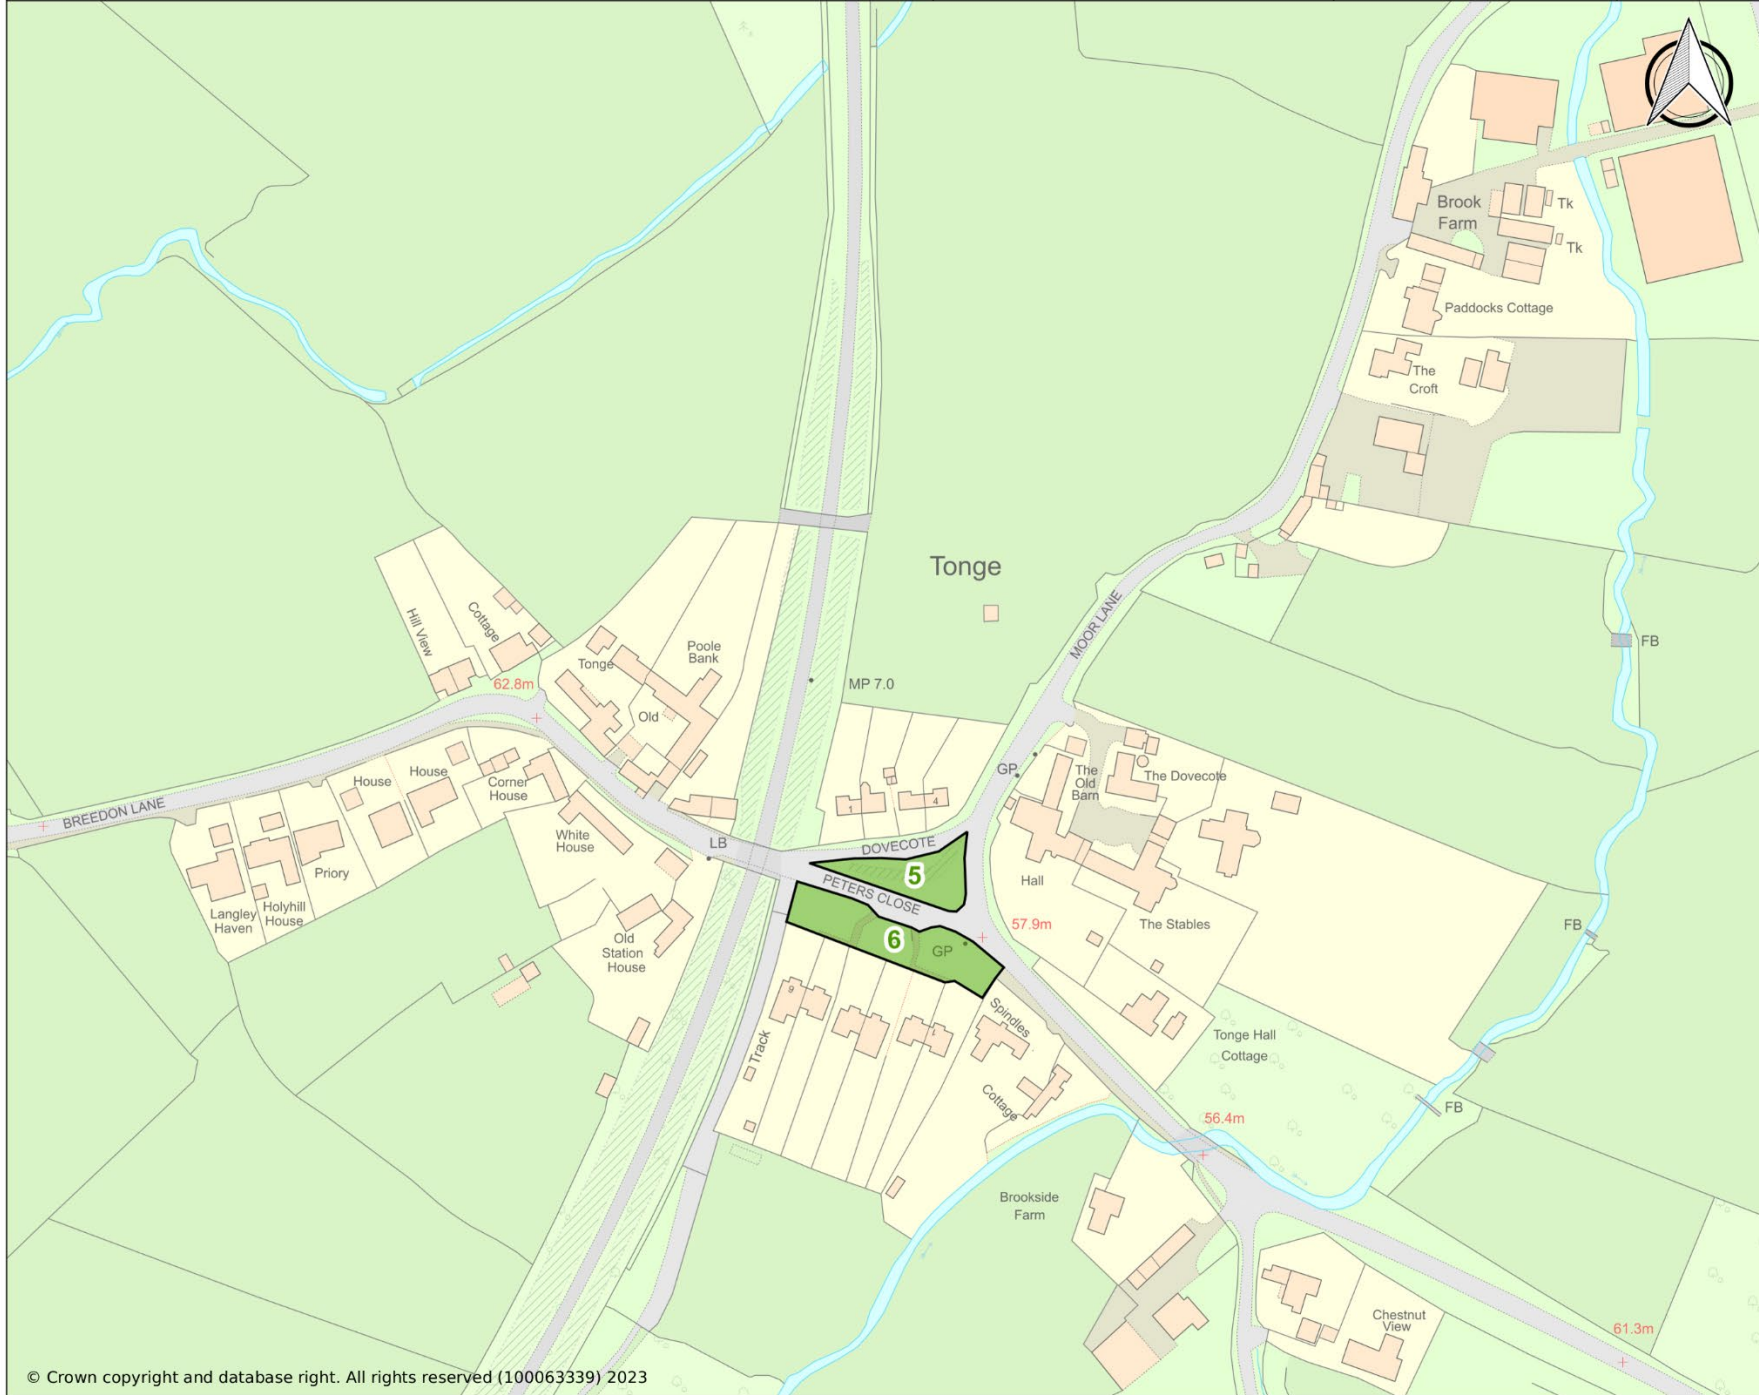 Brook
Farm
Tk
Tk
Paddocks Cottage
The
Croft
Tonge
MOOR LANE
FB
Hill View
Cottage
Tonge
Poole
Bank
62.8m
MP 7.0
Old
GP
The
Old
Barn
The Dovecote
House
House
Corner
House
1
4
BREEDON LANE
White
House
LB
DOVECOTE
5
PETERS CLOSE
Priory
Hall
Langley
Haven
Holyhill
House
Old
Station
House
6
GP
57.9m
The Stables
FB
9
1
Spindles
Track
Cottage
Tonge Hall
Cottage
FB
56.4m
Brookside
Farm
Chestnut
View
61.3m
© Crown copyright and database right. All rights reserved (100063339) 2023